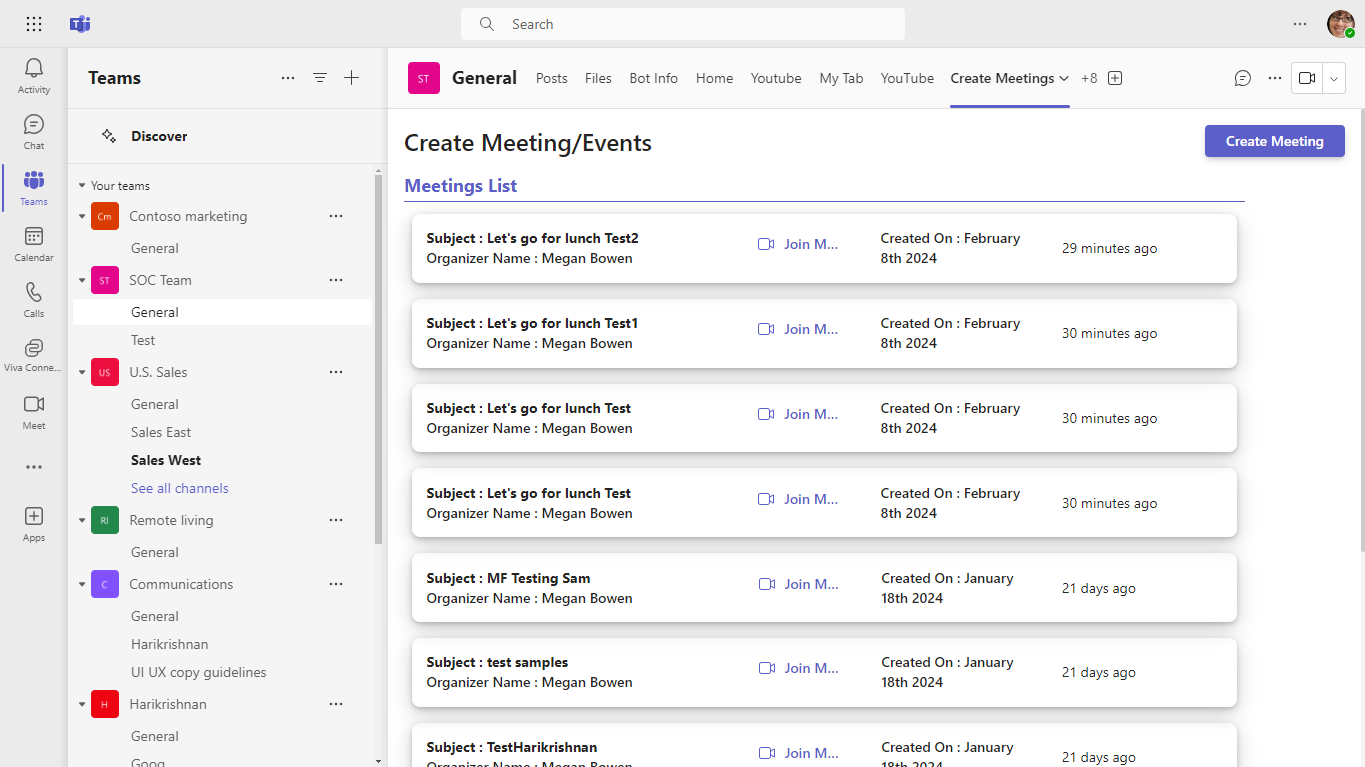 Search
Activity
Chat
Teams
Calendar
Calls
Viva Conne...
Meet
Apps
Teams
Discover
Your teams
Cm Contoso marketing
General
ST SOC Team
General
Test
US U.S. Sales
General
Sales East
Sales West
See all channels
RI Remote living
General
C Communications
General
Harikrishnan
UI UX copy guidelines
H Harikrishnan
General
Goog
ST General Posts Files Bot Info Home Youtube My Tab YouTube Create Meetings +8
Create Meeting/Events
Create Meeting
Meetings List
Subject : Let's go for lunch Test2
Organizer Name : Megan Bowen
Join M...
Created On : February
8th 2024
29 minutes ago
Subject : Let's go for lunch Test1
Organizer Name : Megan Bowen
Join M...
Created On : February
8th 2024
30 minutes ago
Subject : Let's go for lunch Test
Organizer Name : Megan Bowen
Join M...
Created On : February
8th 2024
30 minutes ago
Subject : Let's go for lunch Test
Organizer Name : Megan Bowen
Join M...
Created On : February
8th 2024
30 minutes ago
Subject : MF Testing Sam
Organizer Name : Megan Bowen
Join M...
Created On : January
18th 2024
21 days ago
Subject : test samples
Organizer Name : Megan Bowen
Join M...
Created On : January
18th 2024
21 days ago
Subject : TestHarikrishnan
Organizer Name : Megan Bowen
Join M...
Created On : January
18th 2024
21 days ago